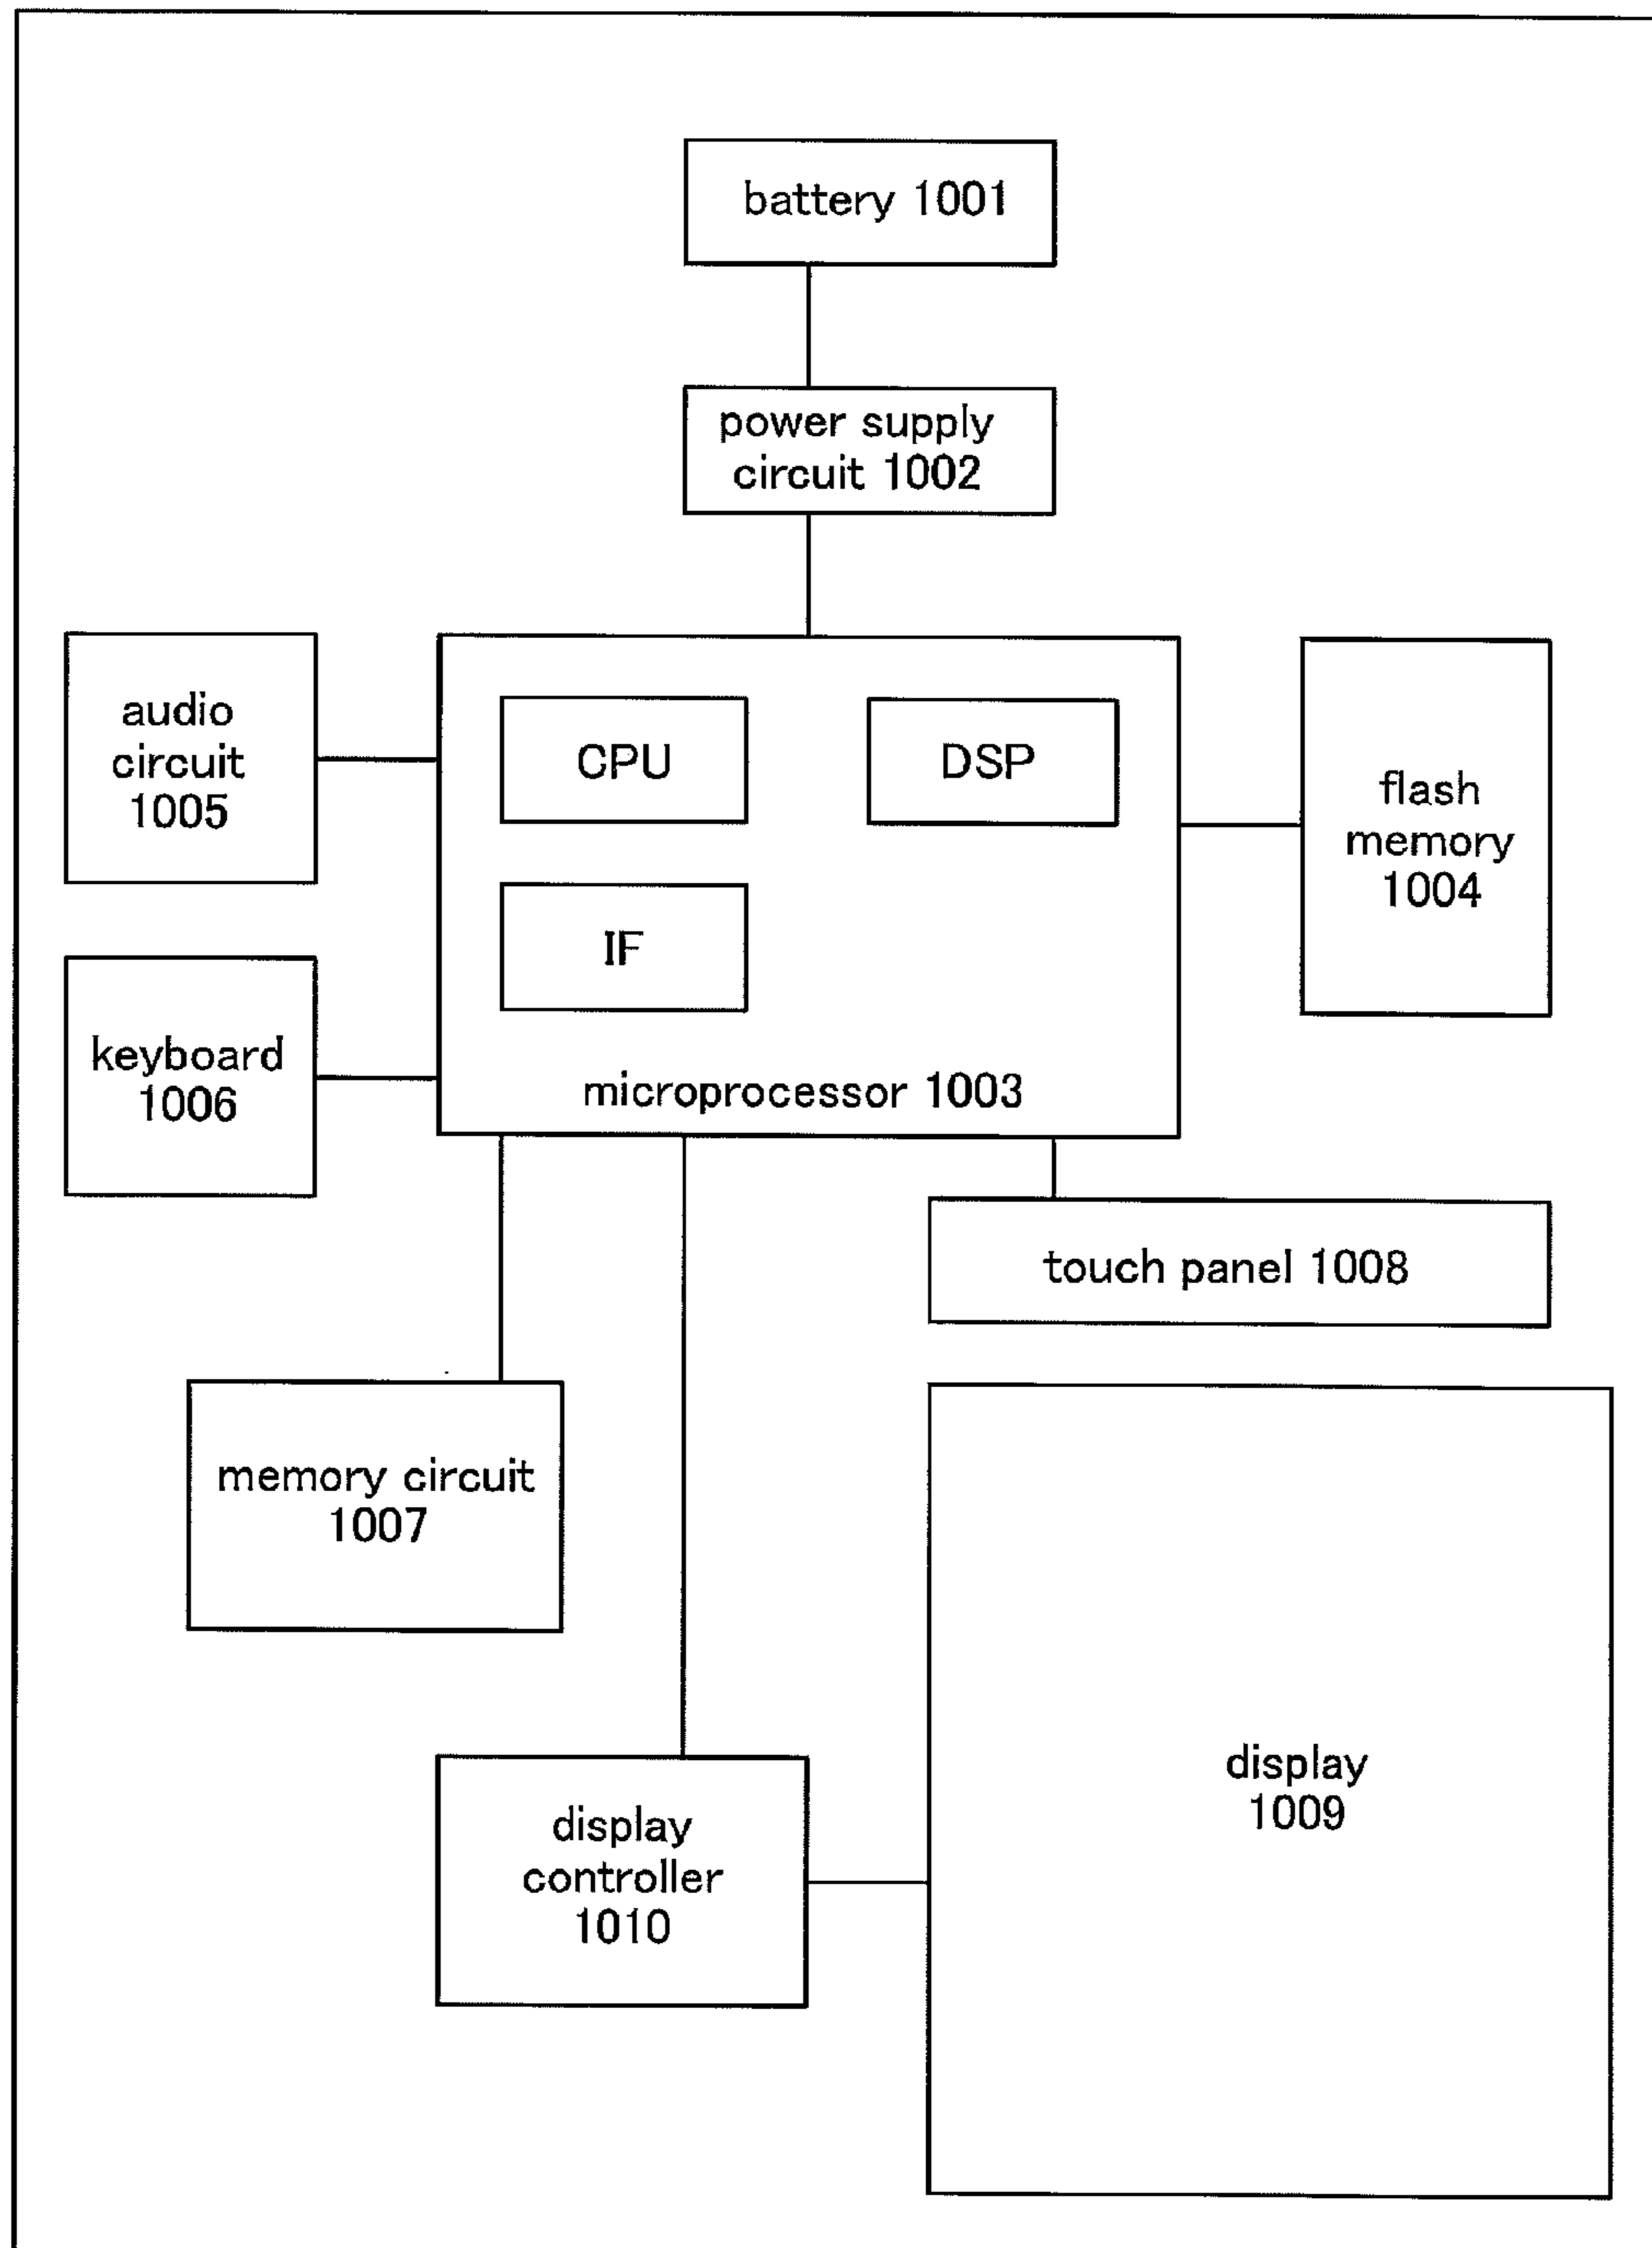 battery 1001
power supply
circuit 1002
audio
circuit
1005
CPU
DSP
flash
memory
1004
IF
keyboard
1006
microprocessor 1003
touch panel 1008
memory circuit
1007
display
1009
display
controller
1010